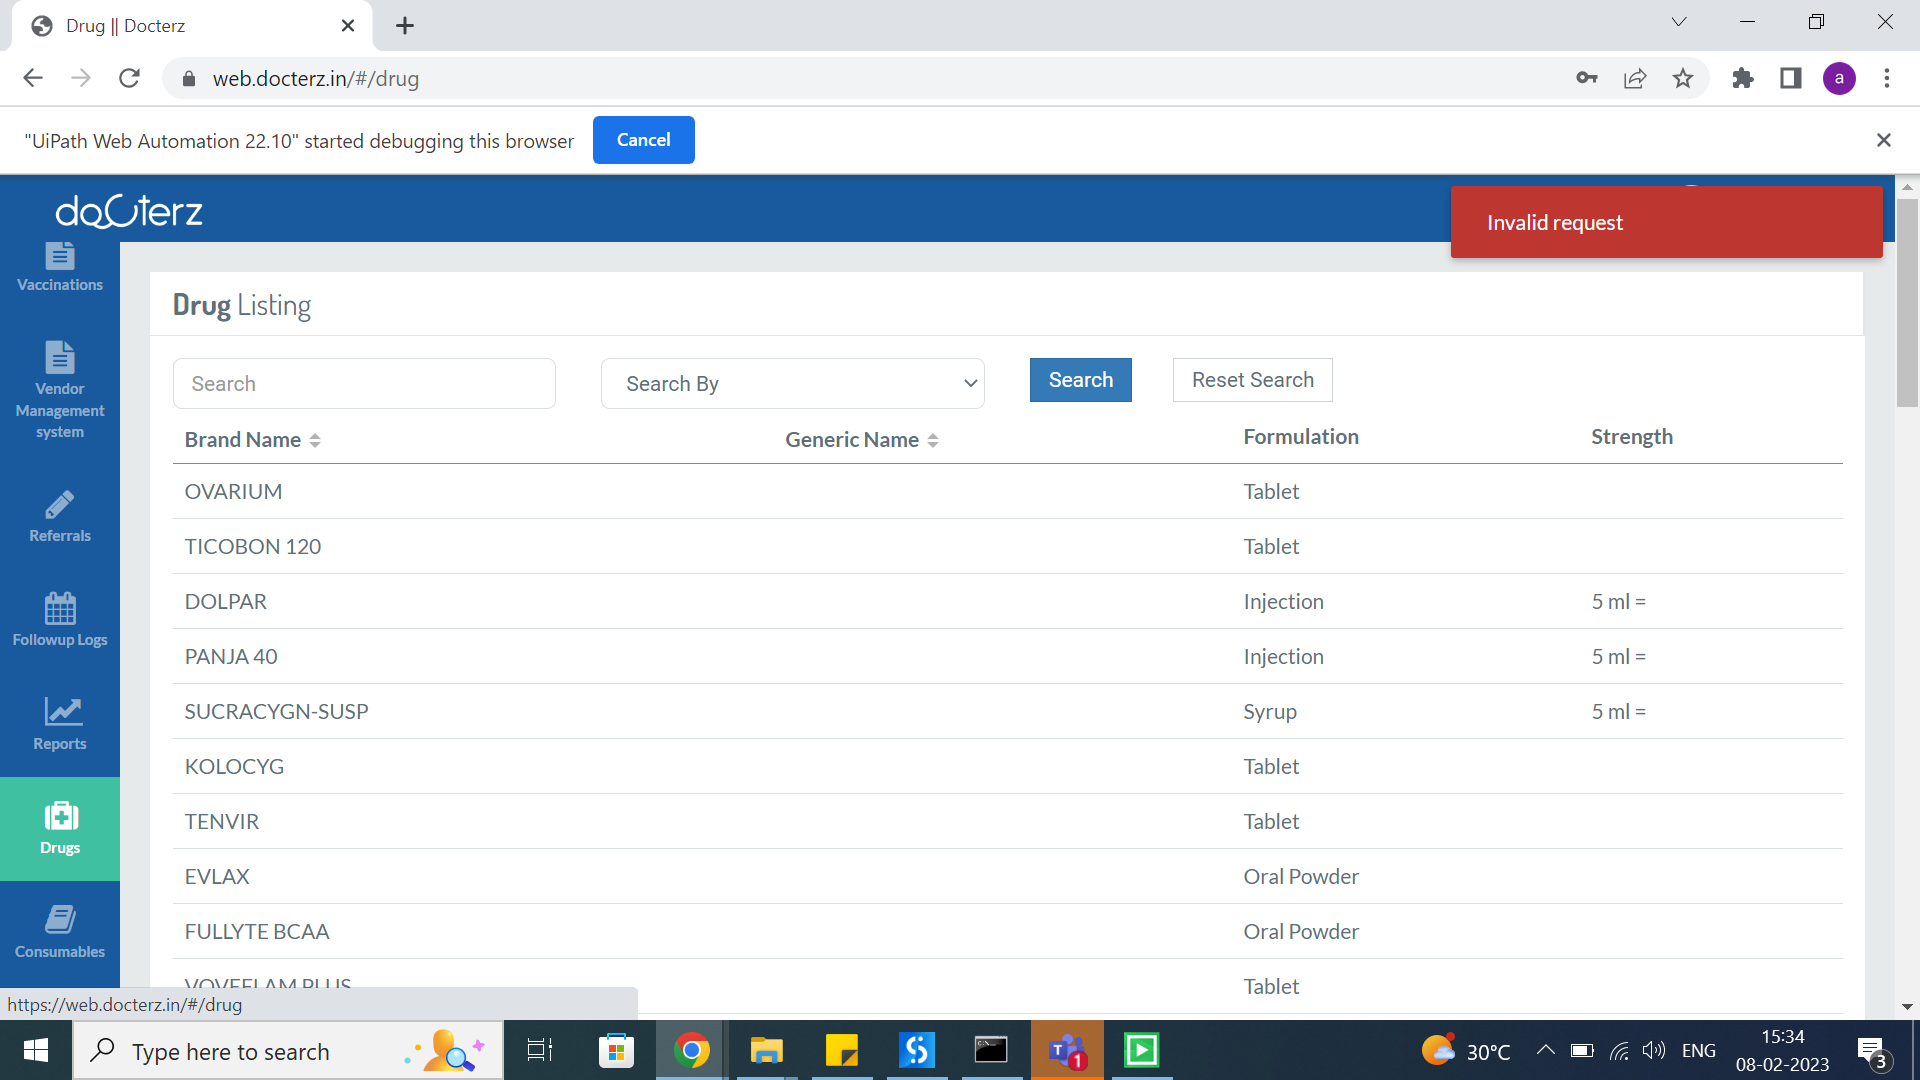 Drug || Docterz
web.docterz.in/#/drug
a
"UiPath Web Automation 22.10" started debugging this browser
Cancel
docterz
Invalid request
Vaccinations
Vendor
Management
system
Referrals
Followup Logs
Reports
Drugs
Consumables
Drug Listing
Search
Search By
Search
Reset Search
Brand Name Generic Name Formulation Strength
OVARIUM Tablet
TICOBON 120 Tablet
DOLPAR Injection 5 ml =
PANJA 40 Injection 5 ml =
SUCRACYGN-SUSP Syrup 5 ml =
KOLOCYG Tablet
TENVIR Tablet
EVLAX Oral Powder
FULLYTE BCAA Oral Powder
Tablet
https://web.docterz.in/#/drug
Type here to search
1
30°C
ENG
15:34
08-02-2023
3